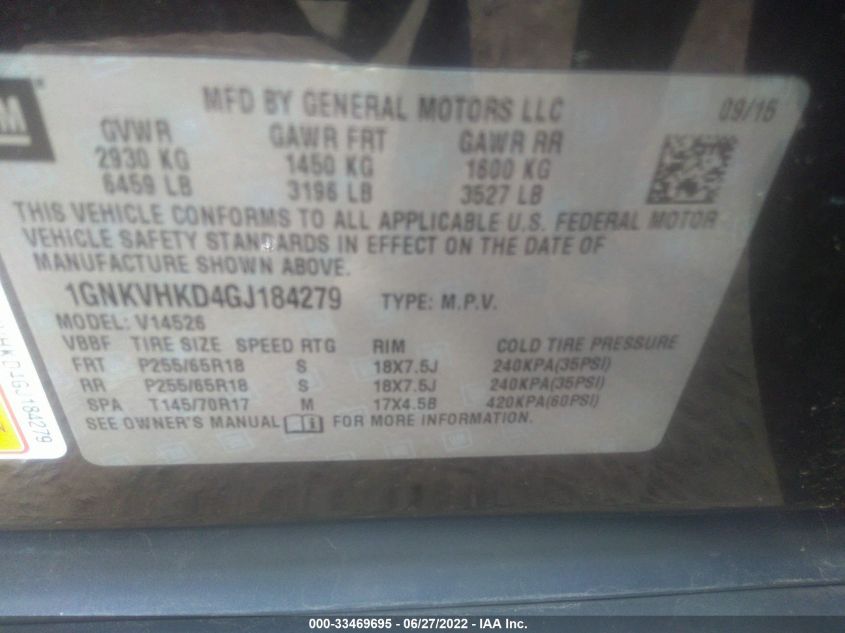 GM
MFD BY GENERAL MOTORS LLC 09/15
GVWR GAWR FRT GAWR RR
2930 KG 1450 KG 1600 KG
6459 LB 3196 LB 3527 LB
THIS VEHICLE CONFORMS TO ALL APPLICABLE U.S. FEDERAL MOTOR
VEHICLE SAFETY STANDARDS IN EFFECT ON THE DATE OF
MANUFACTURE SHOWN ABOVE.
1GNKVHKD4GJ184279 TYPE: M.P.V.
MODEL: V14526
VBBF TIRE SIZE SPEED RTG RIM COLD TIRE PRESSURE
FRT P255/65R18 S 18X7.5J 240KPA(35PSI)
RR P255/65R18 S 18X7.5J 240KPA(35PSI)
SPA T145/70R17 M 17X4.5B 420KPA(60PSI)
SEE OWNER'S MANUAL FOR MORE INFORMATION.
000-33469695 - 06/27/2022 - IAA Inc.